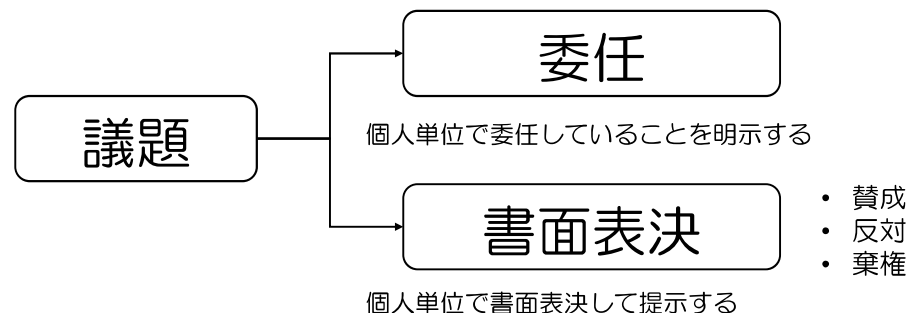 議題
委任
個人単位で委任していることを明示する
書面表決
• 賛成
• 反対
• 棄権
個人単位で書面表決して提示する